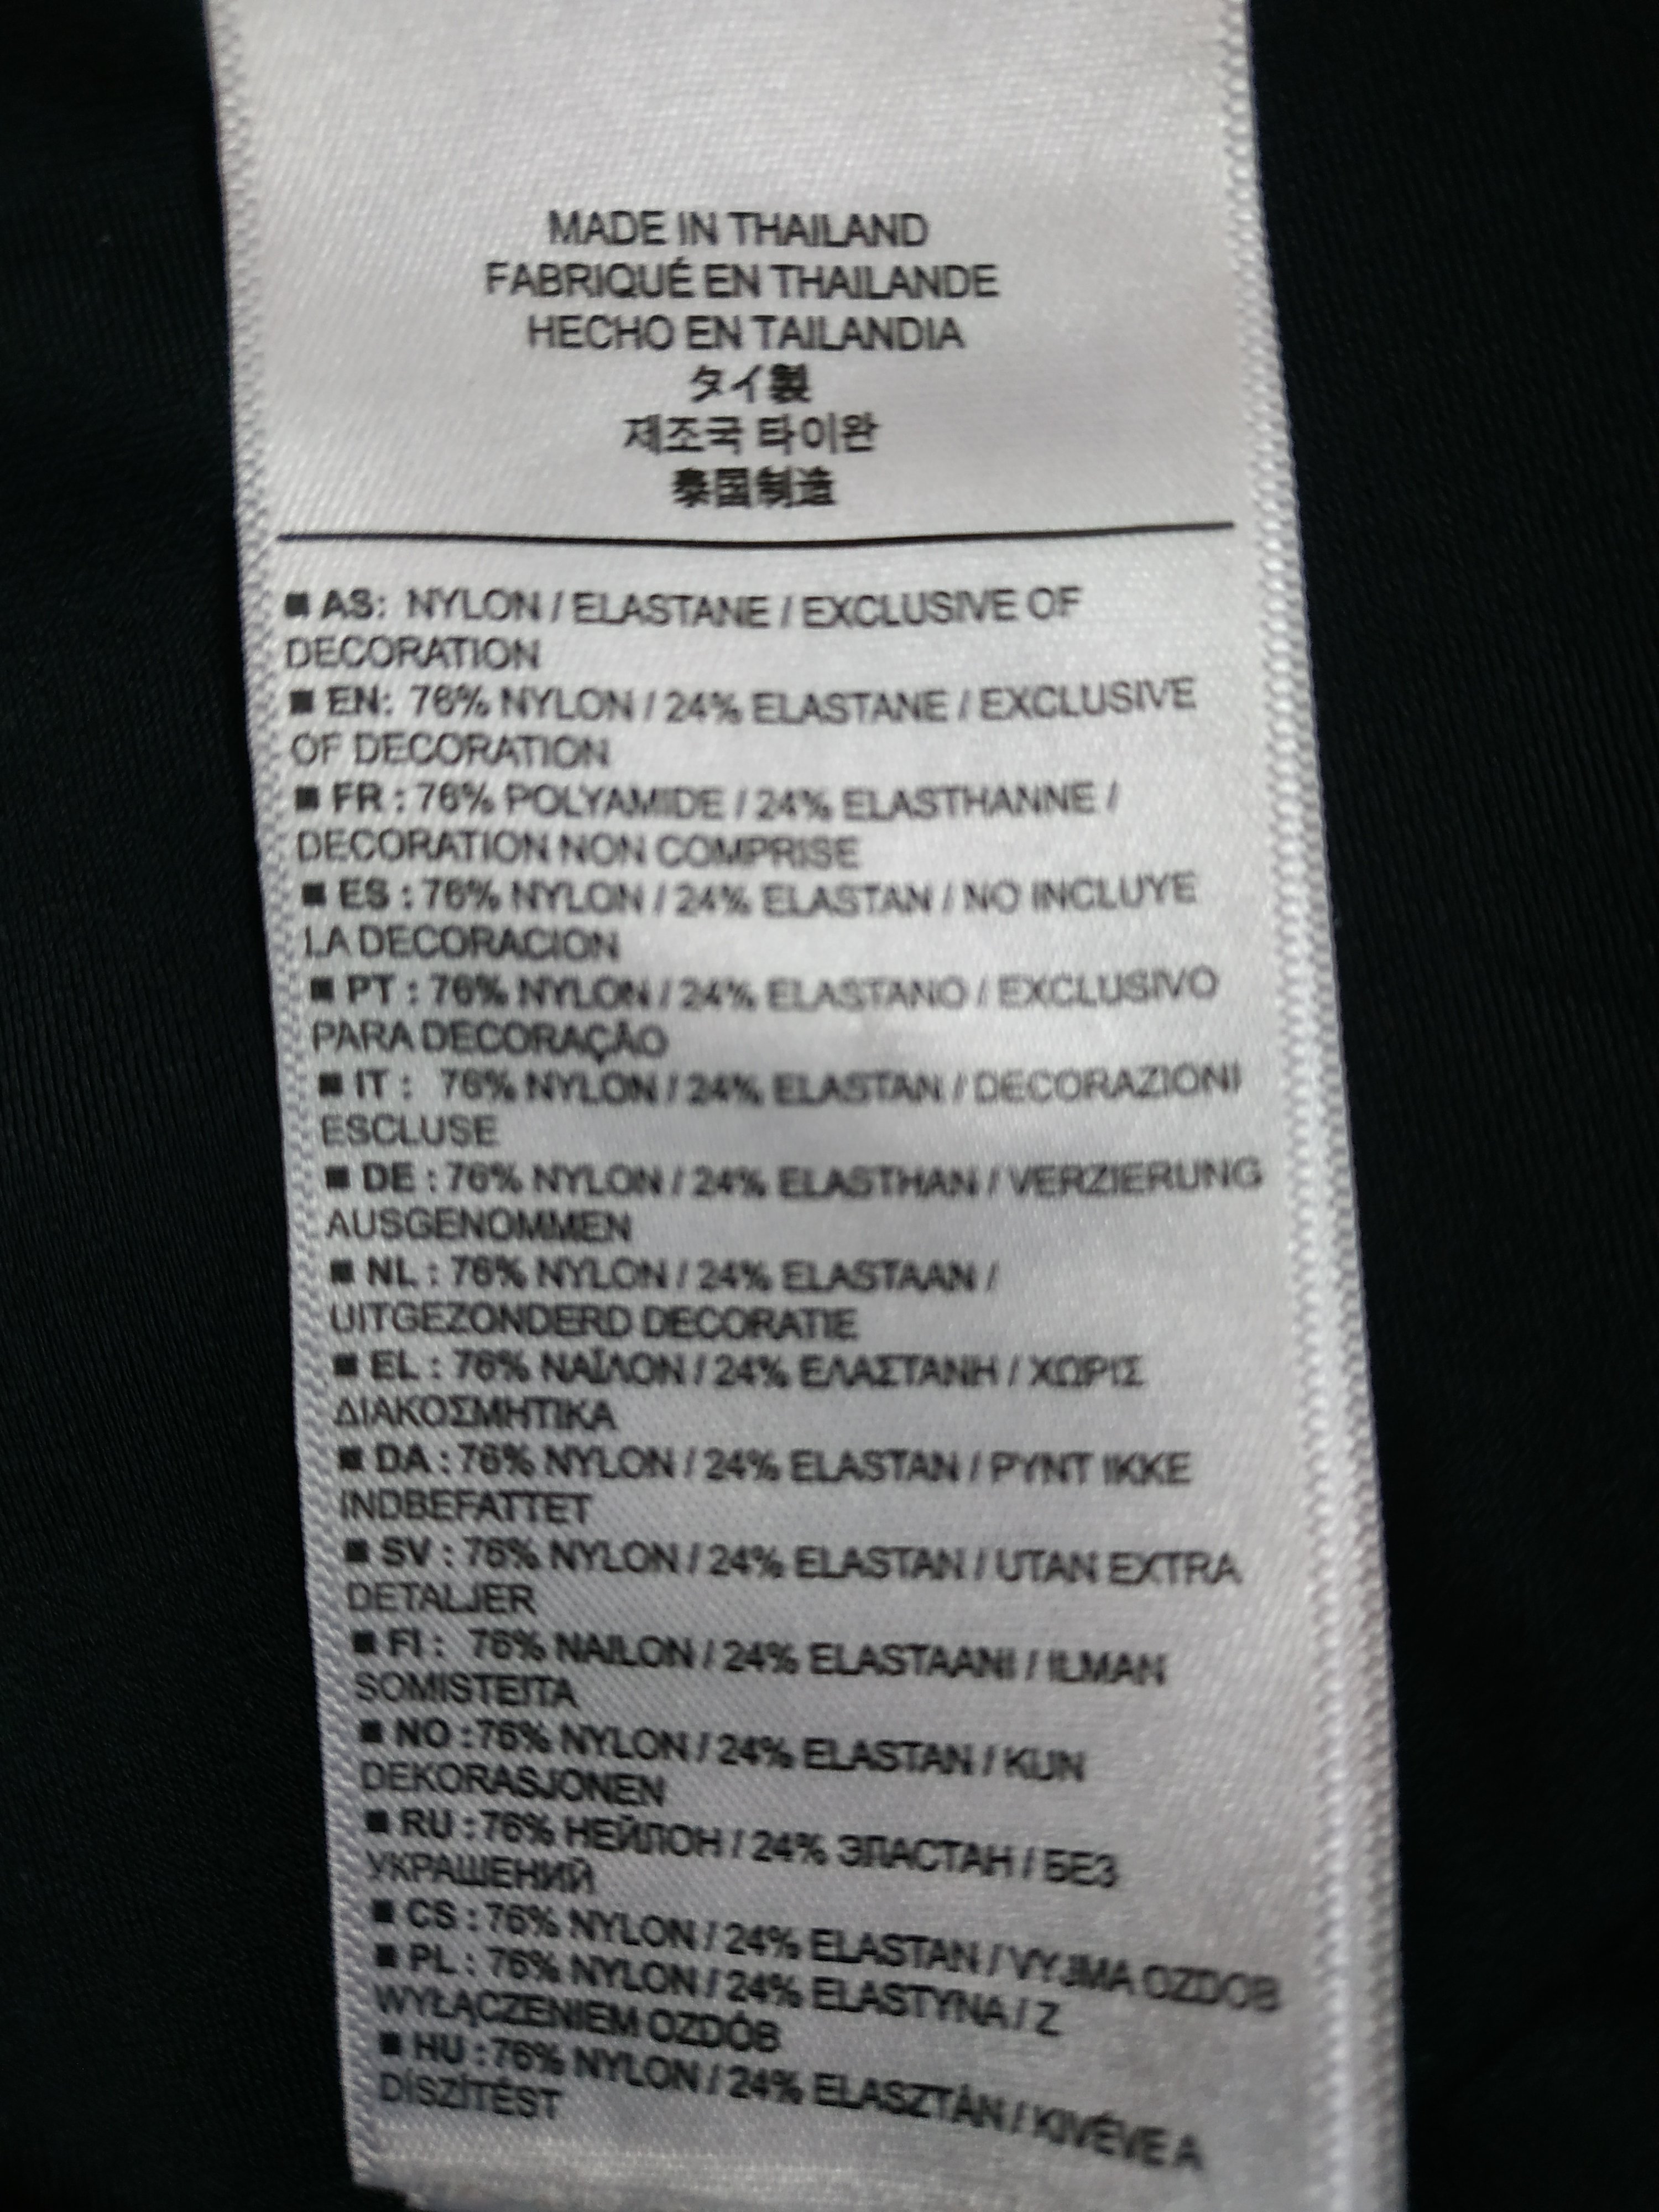 MADE IN THAILAND
FABRIQUÉ EN THAILANDE
HECHO EN TAILANDIA
タイ製
제조국 타이완
泰国制造
■ AS: NYLON / ELASTANE / EXCLUSIVE OF
DECORATION
■ EN: 76% NYLON / 24% ELASTANE / EXCLUSIVE
OF DECORATION
■ FR : 76% POLYAMIDE / 24% ELASTHANNE /
DECORATION NON COMPRISE
■ ES : 76% NYLON / 24% ELASTAN / NO INCLUYE
LA DECORACION
■ PT : 76% NYLON / 24% ELASTANO / EXCLUSIVO
PARA DECORAÇÃO
■ IT : 76% NYLON / 24% ELASTAN / DECORAZIONI
ESCLUSE
■ DE : 76% NYLON / 24% ELASTHAN / VERZIERUNG
AUSGENOMMEN
■ NL : 76% NYLON / 24% ELASTAAN /
UITGEZONDERD DECORATIE
■ EL : 76% ΝΑΪΛΟΝ / 24% ΕΛΑΣΤΑΝΗ / ΧΩΡΙΣ
ΔΙΑΚΟΣΜΗΤΙΚΑ
■ DA : 76% NYLON / 24% ELASTAN / PYNT IKKE
INDBEFATTET
■ SV : 76% NYLON / 24% ELASTAN / UTAN EXTRA
DETALJER
■ FI : 76% NAILON / 24% ELASTAANI / ILMAN
SOMISTEITA
■ NO :76% NYLON / 24% ELASTAN / KUN
DEKORASJONEN
■ RU : 76% НЕЙЛОН / 24% ЭЛАСТАН / БЕЗ
УКРАШЕНИЙ
■ CS : 76% NYLON / 24% ELASTAN / VYJMA OZDOB
■ PL : 76% NYLON / 24% ELASTYNA / Z
WYŁĄCZENIEM OZDÓB
■ HU : 76% NYLON / 24% ELASZTÁN / KIVÉVE A
DÍSZÍTÉST